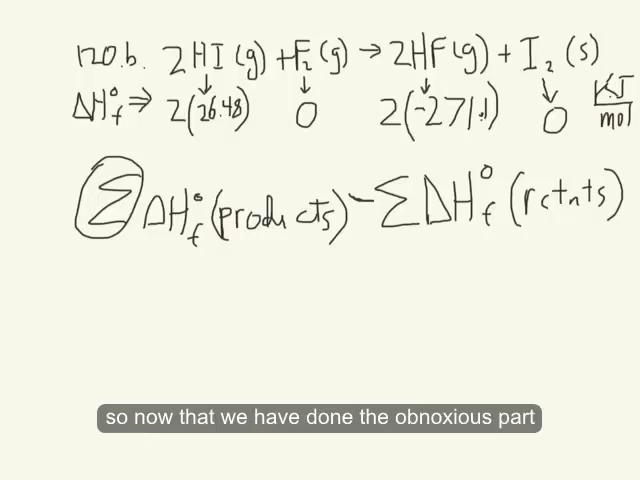 120.b. 2HI(g) + F₂(g) → 2HF(g) + I₂(s)
ΔH°f ⇒ 2(26.48) 0 2(-271.1) 0 KJ/mol
Σ ΔH°f (products) - Σ ΔH°f (rctnts)
so now that we have done the obnoxious part